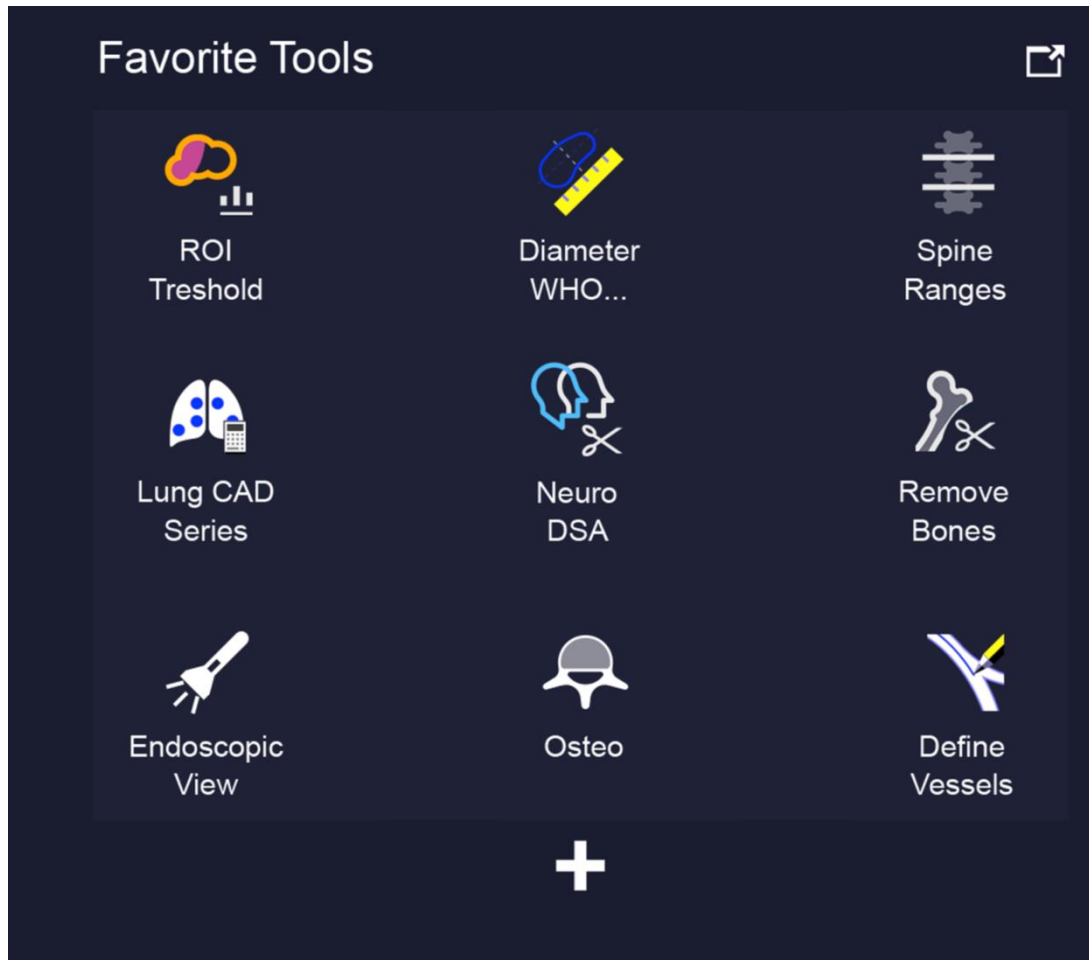 Favorite Tools
ROI
Treshold
Diameter
WHO...
Spine
Ranges
Lung CAD
Series
Neuro
DSA
Remove
Bones
Endoscopic
View
Osteo
Define
Vessels